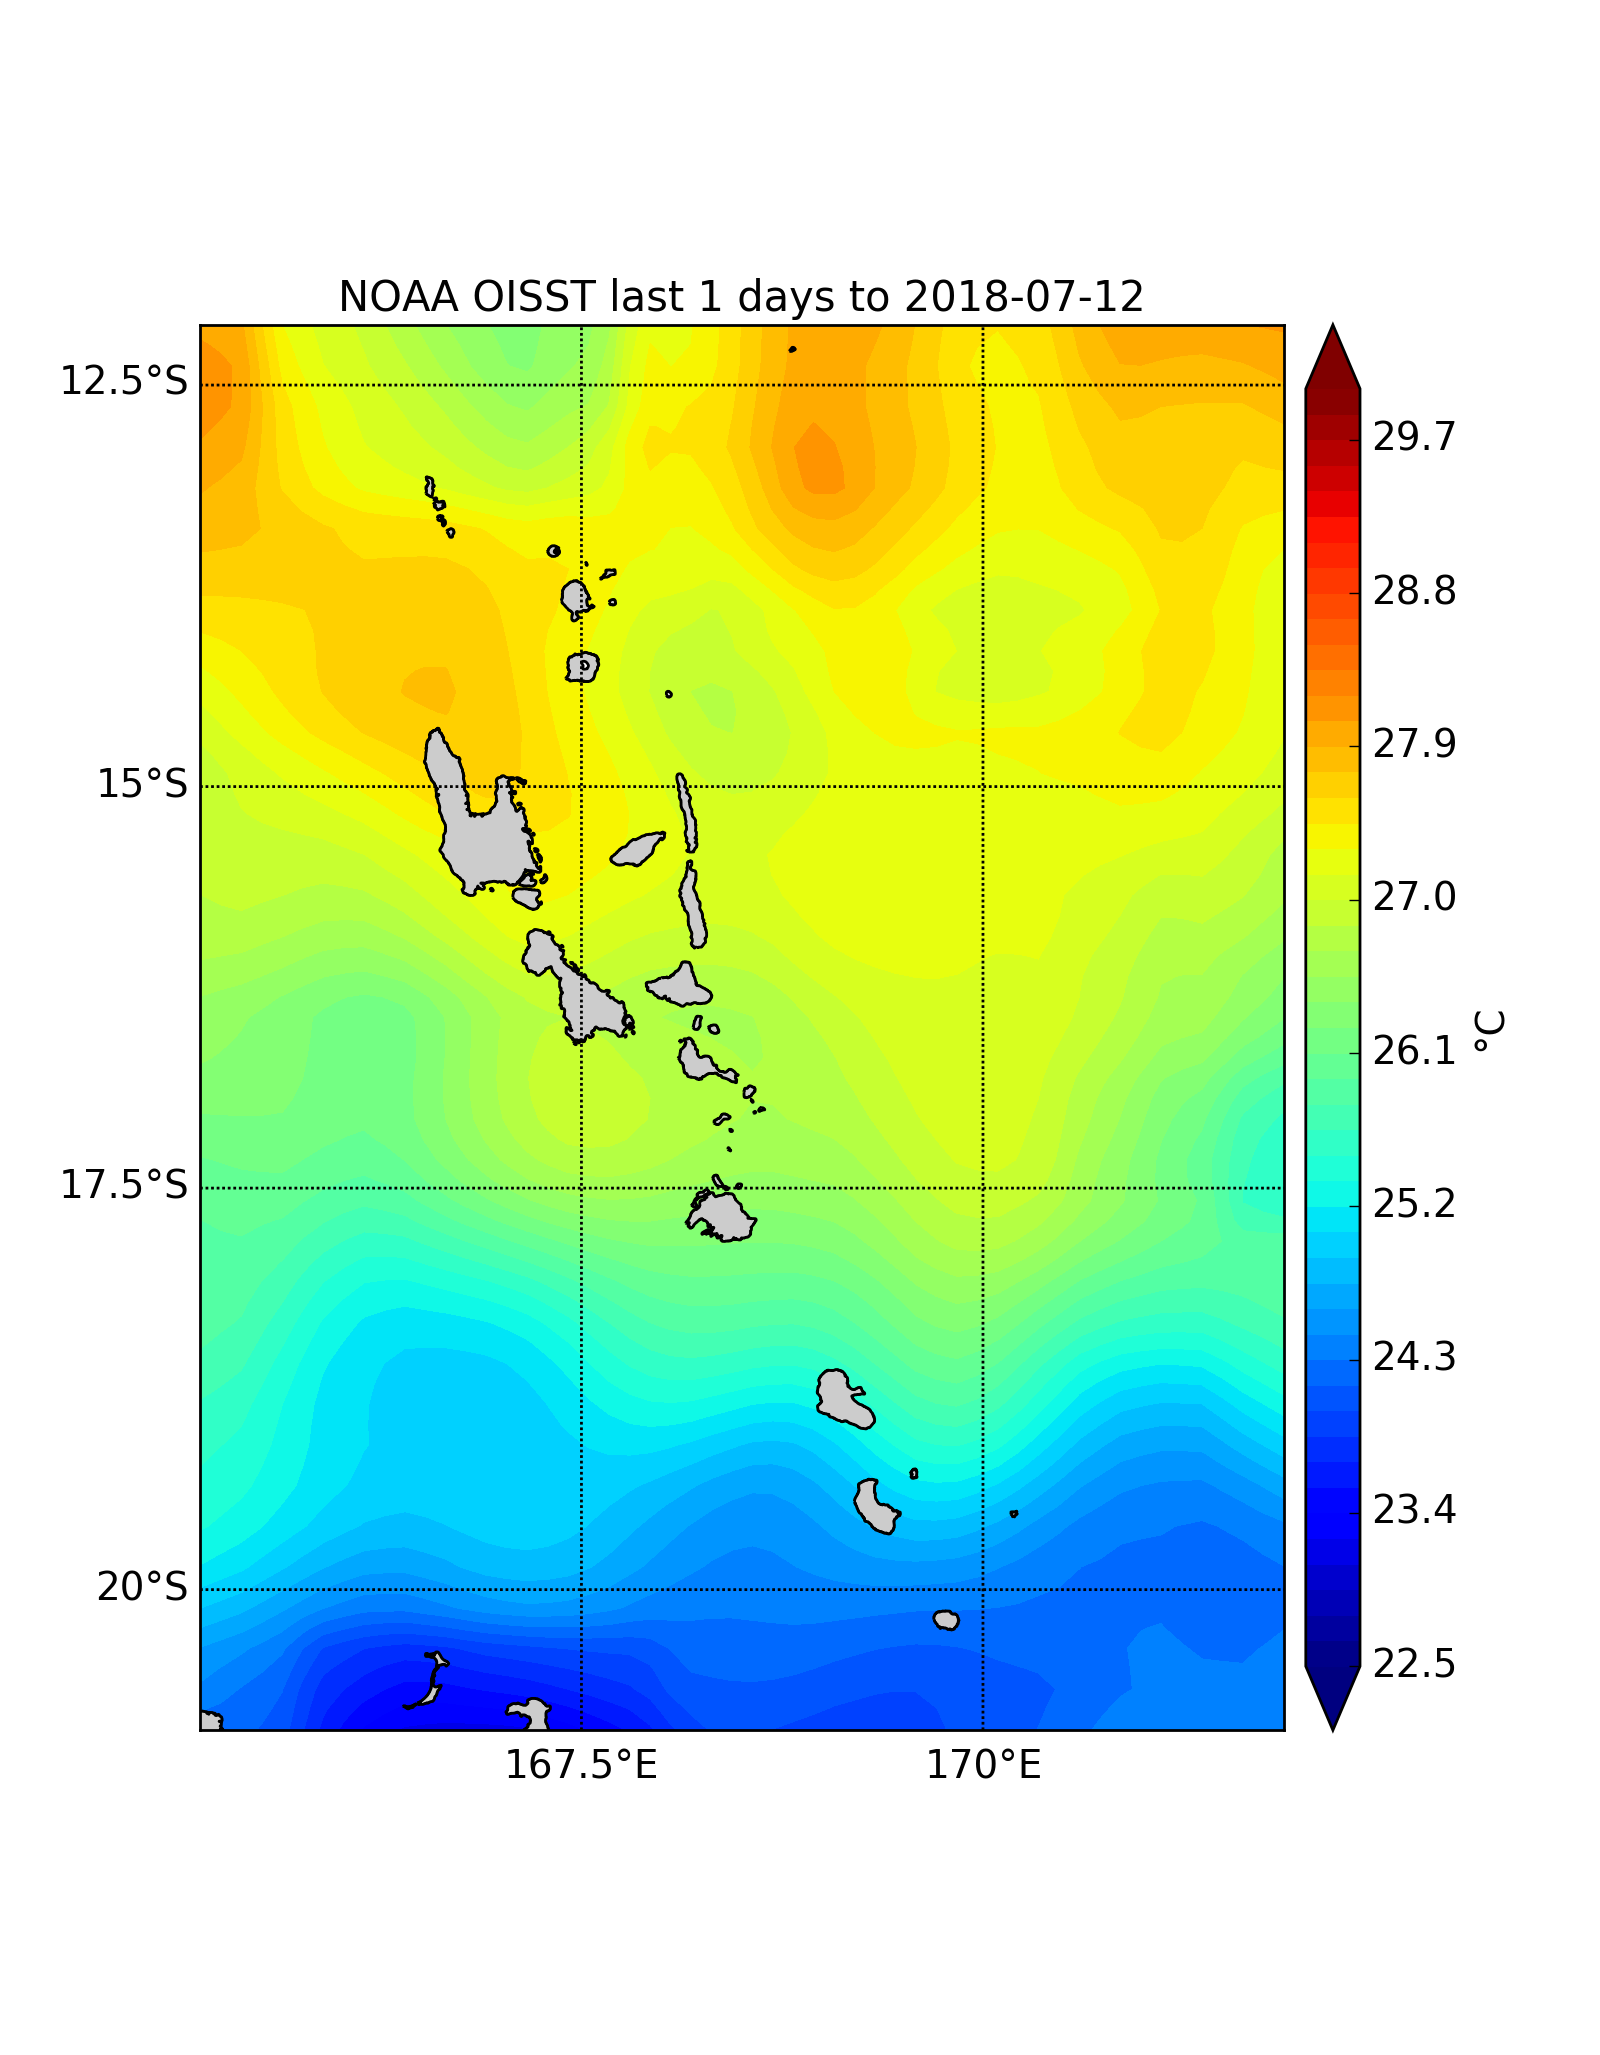 NOAA OISST last 1 days to 2018-07-12
12.5°S
15°S
17.5°S
20°S
167.5°E
170°E
29.7
28.8
27.9
27.0
26.1
25.2
24.3
23.4
22.5
°C